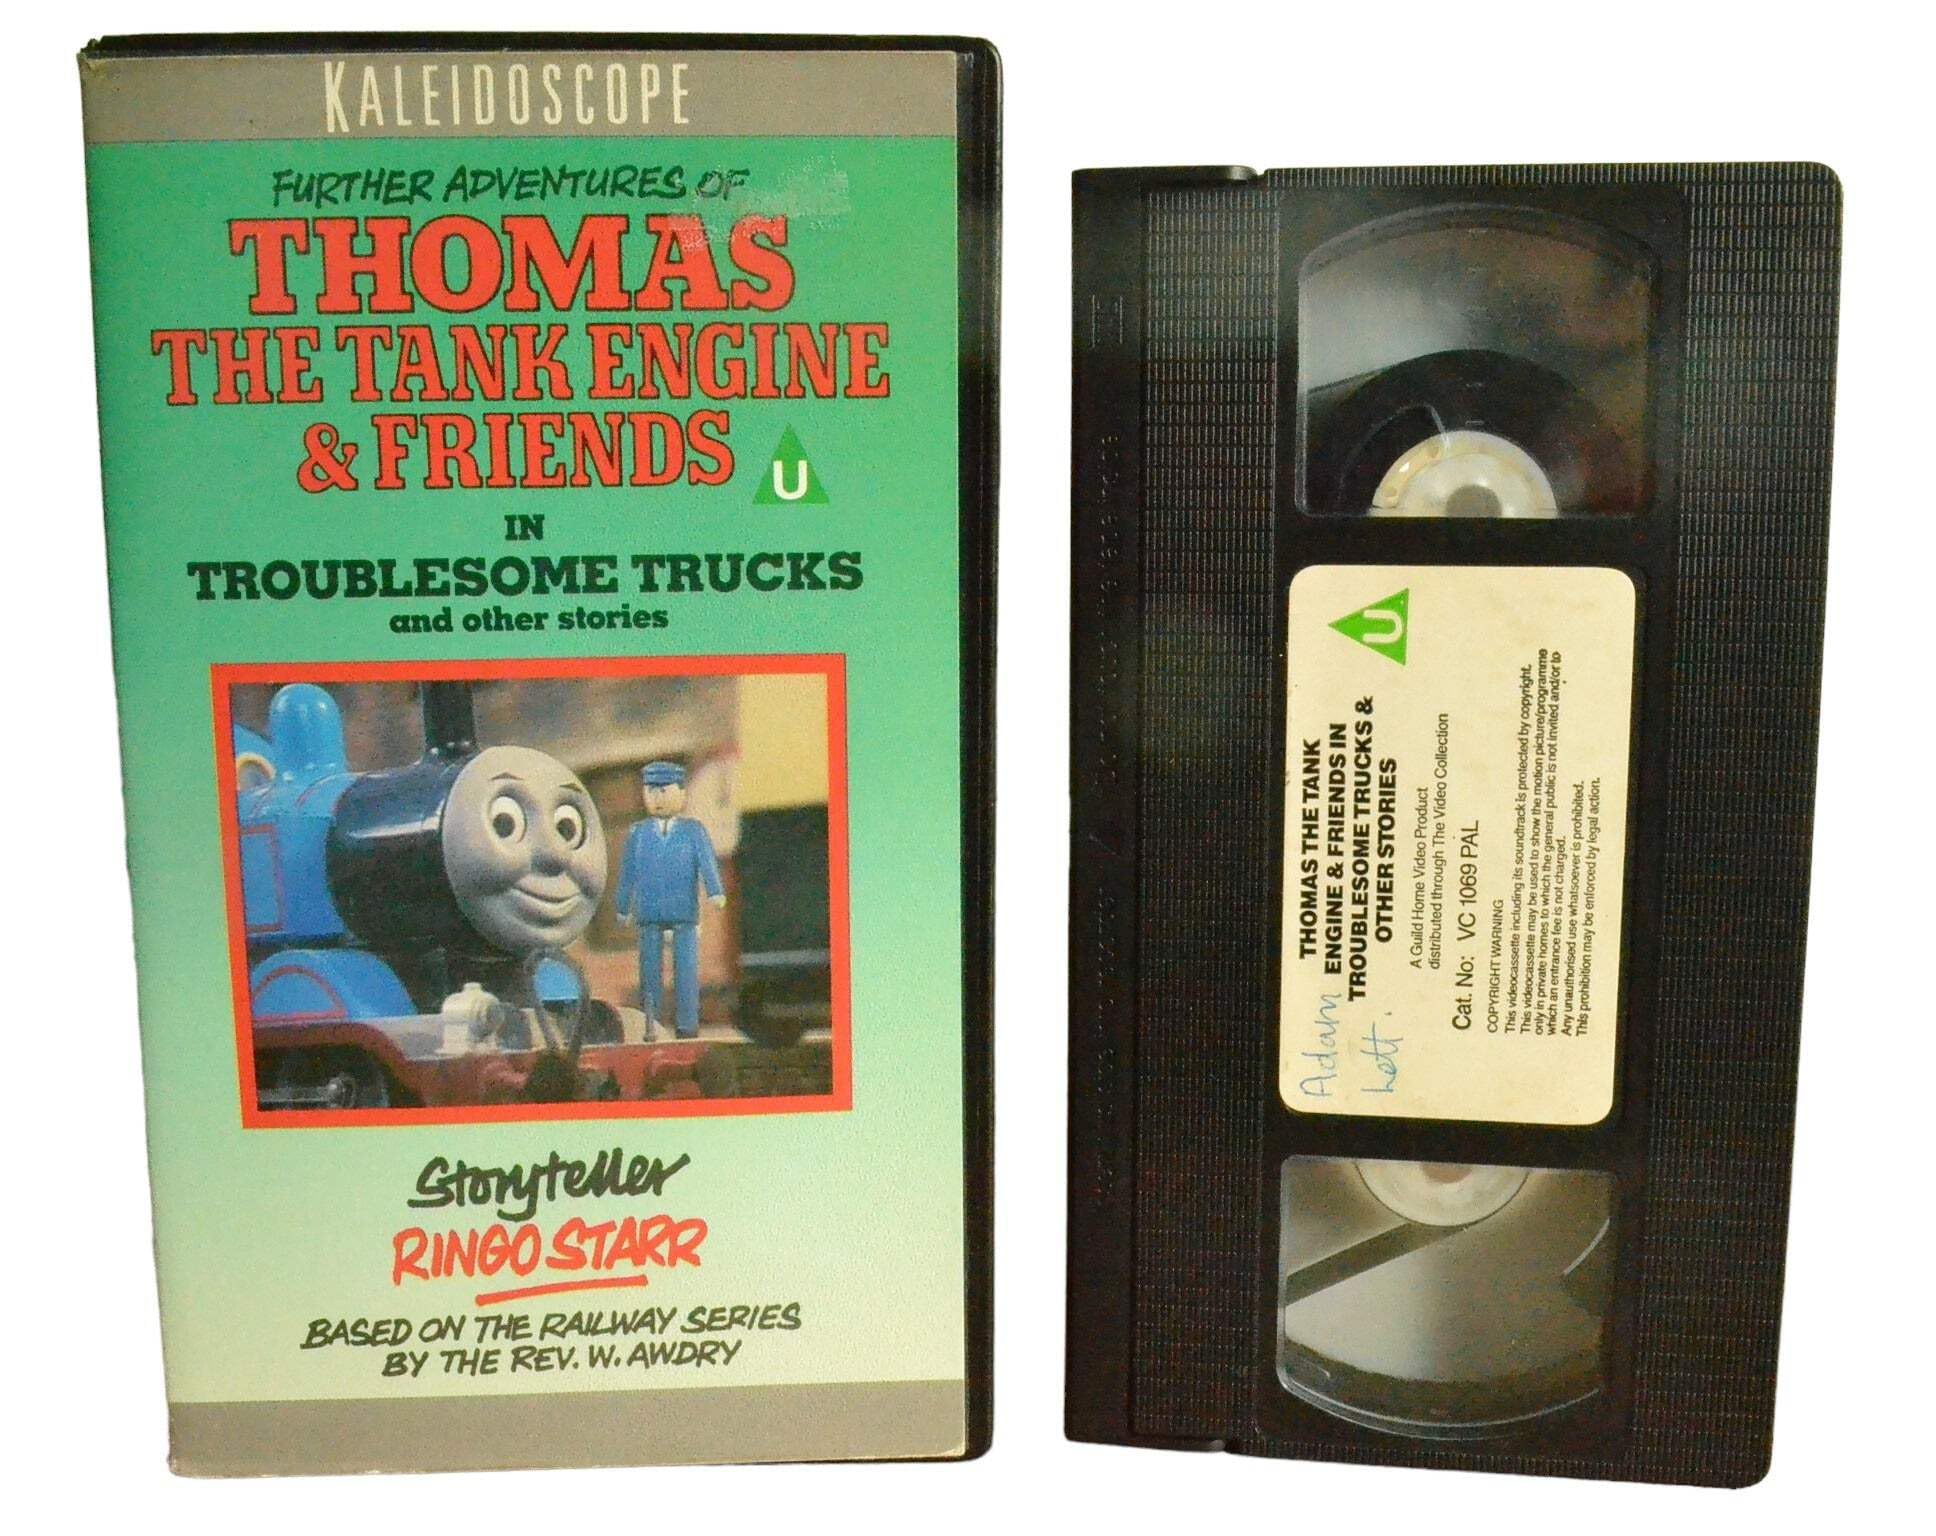 KALEIDOSCOPE
FURTHER ADVENTURES OF
THOMAS
THE TANK ENGINE
& FRIENDS
U
IN
TROUBLESOME TRUCKS
and other stories
Storyteller
RINGO STARR
BASED ON THE RAILWAY SERIES
BY THE REV. W. AWDRY
U
THOMAS THE TANK
ENGINE & FRIENDS IN
TROUBLESOME TRUCKS &
OTHER STORIES
Adam
Lett.
A Guild Home Video Product
distributed through The Video Collection
Cat. No: VC 1069 PAL
COPYRIGHT WARNING
This videocassette including its soundtrack is protected by copyright.
This videocassette may be used to show the motion picture/programme
only in private homes to which the general public is not invited and/or to
which an entrance fee is not charged.
Any unauthorised use whatsoever is prohibited.
This prohibition may be enforced by legal action.